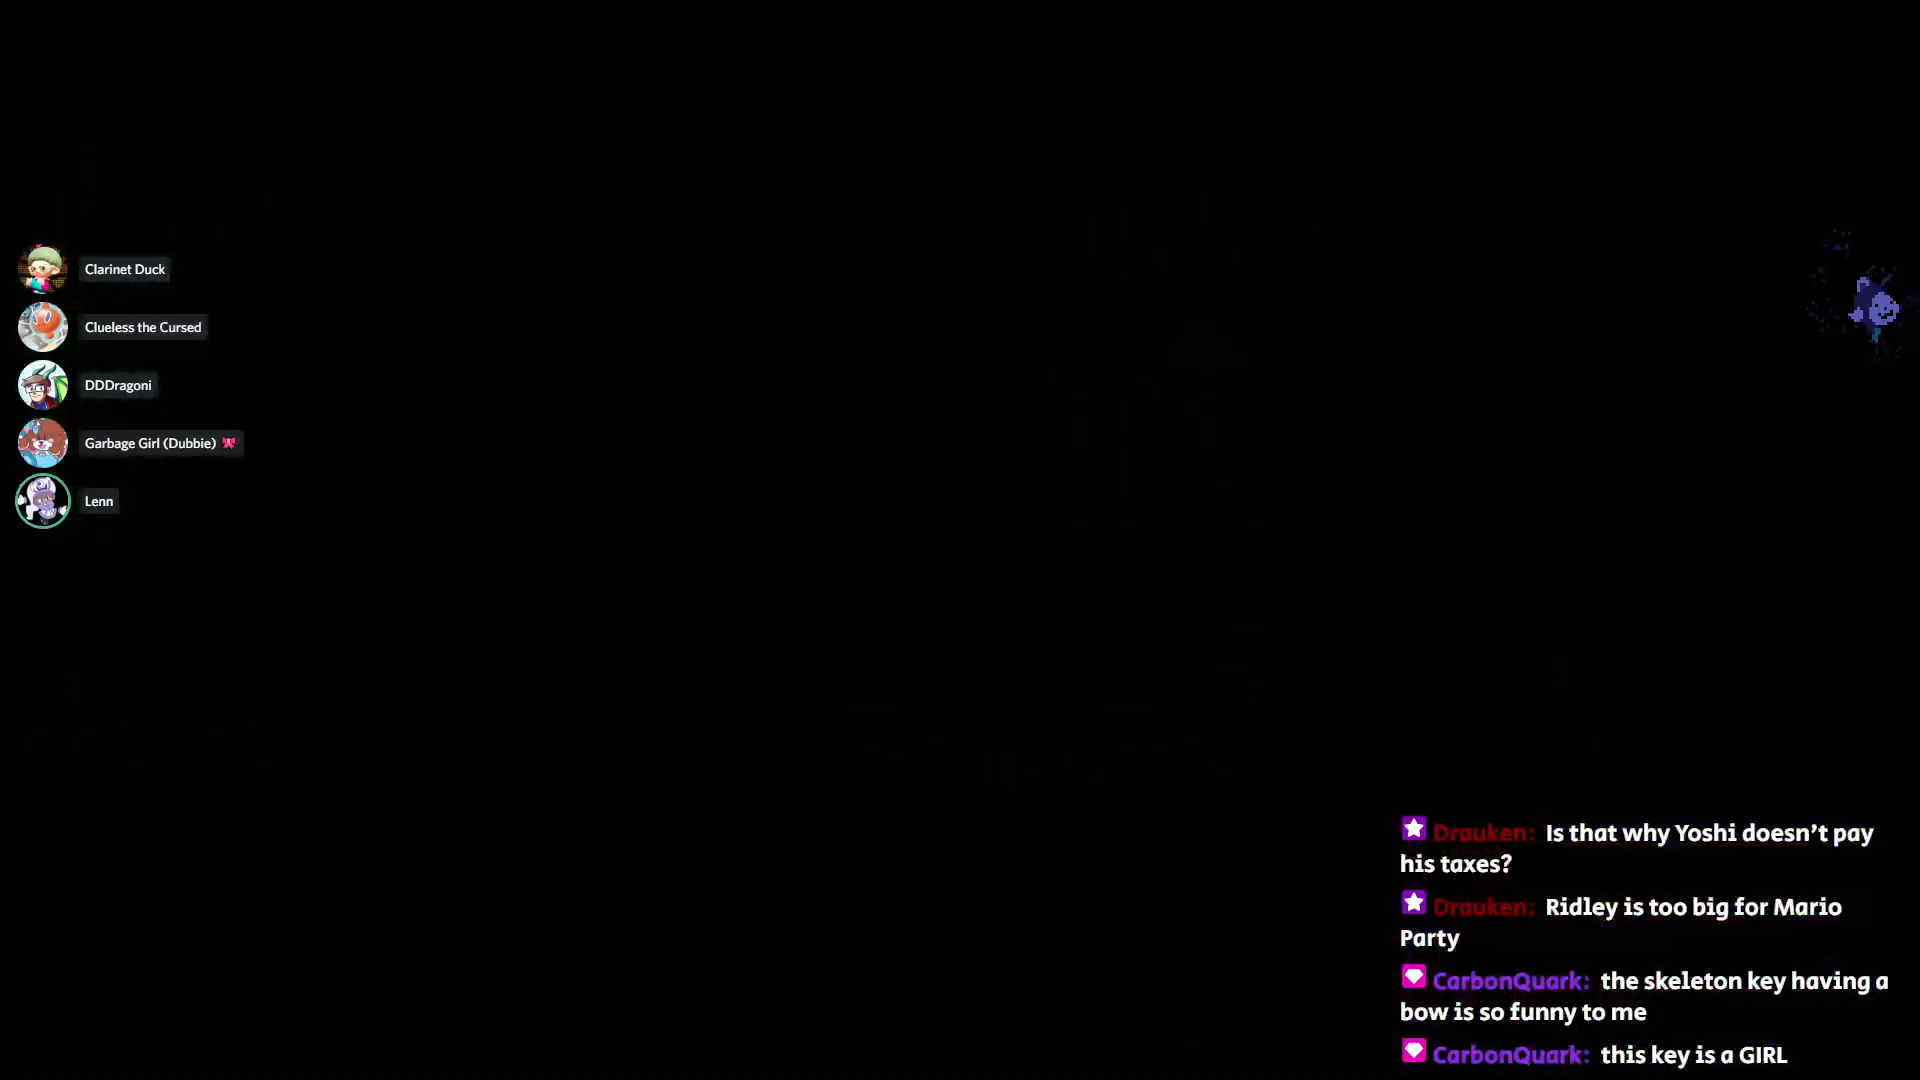 Clarinet Duck
Clueless the Cursed
DDDragoni
Garbage Girl (Dubbie) 🎀
Lenn
Drauken: Is that why Yoshi doesn’t pay
his taxes?
Drauken: Ridley is too big for Mario
Party
CarbonQuark: the skeleton key having a
bow is so funny to me
CarbonQuark: this key is a GIRL